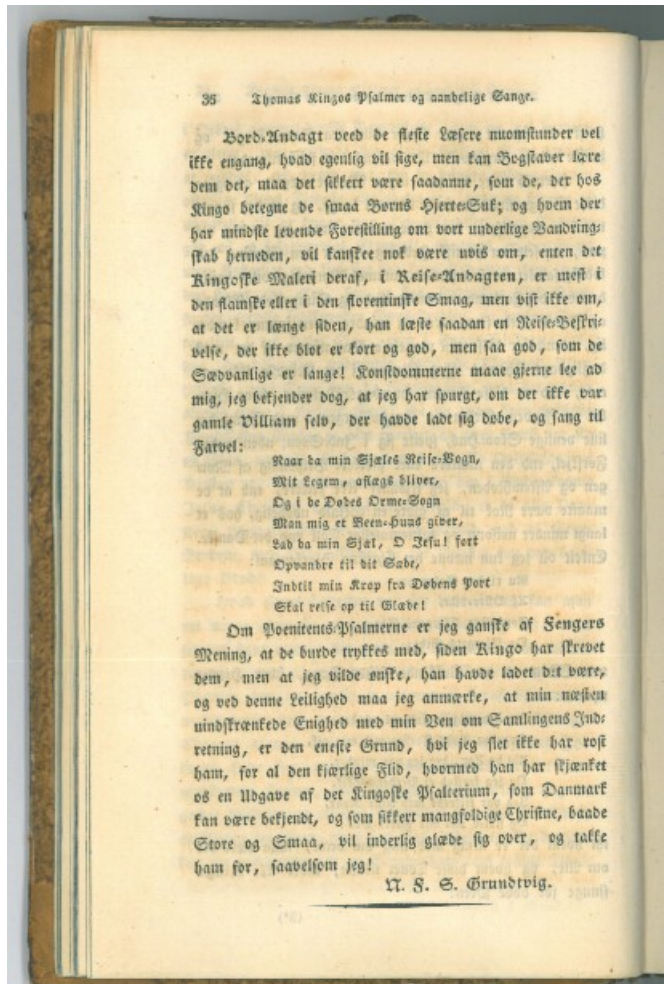 36 Thomas Kingos Psalmer og aandelige Sange.
Bord-Andagt veed de fleste Læsere nuomstunder vel
ikke engang, hvad egenlig vil sige, men kan Bogstaver lære
dem det, maa det sikkert være saadanne, som de, der hos
Kingo betegne de smaa Børns Hjerte-Suk; og hvem der
har mindste levende Forestilling om vort underlige Vandring-
skab herneden, vil kanskee nok være uvis om, enten det
Kingoske Maleri deraf, i Reise-Andagten, er mest i
den flamske eller i den florentinske Smag, men vist ikke om,
at det er længe siden, han læste saadan en Reise-Beskri-
velse, der ikke blot er kort og god, men saa god, som de
Sædvanlige er lange! Konstdommerne maae gjerne lee ad
mig, jeg bekjender dog, at jeg har spurgt, om det ikke var
gamle Villiam selv, der havde ladt sig døbe, og sang til
Farvel:
Naar da min Sjæles Reise-Vogn,
Mit Legem, aflægs bliver,
Og i de Dødes Orme-Sogn
Man mig et Been-Huus giver,
Lad da min Sjæl, O Jesu! fort
Opvandre til dit Sæde,
Indtil min Krop fra Dødens Port
Skal reise op til Glæde!
Om Poenitents-Psalmerne er jeg ganske af Fengers
Mening, at de burde trykkes med, siden Kingo har skrevet
dem, men at jeg vilde ønske, han havde ladet det være,
og ved denne Leilighed maa jeg anmærke, at min næsten
uindskrænkede Enighed med min Ven om Samlingens Ind-
retning, er den eneste Grund, hvi jeg slet ikke har rost
ham, for al den kjærlige Flid, hvormed han har skjænket
os en Udgave af det Kingoske Psalterium, som Danmark
kan være bekjendt, og som sikkert mangfoldige Christne, baade
Store og Smaa, vil inderlig glæde sig over, og takke
ham for, saavelsom jeg!
N. F. S. Grundtvig.